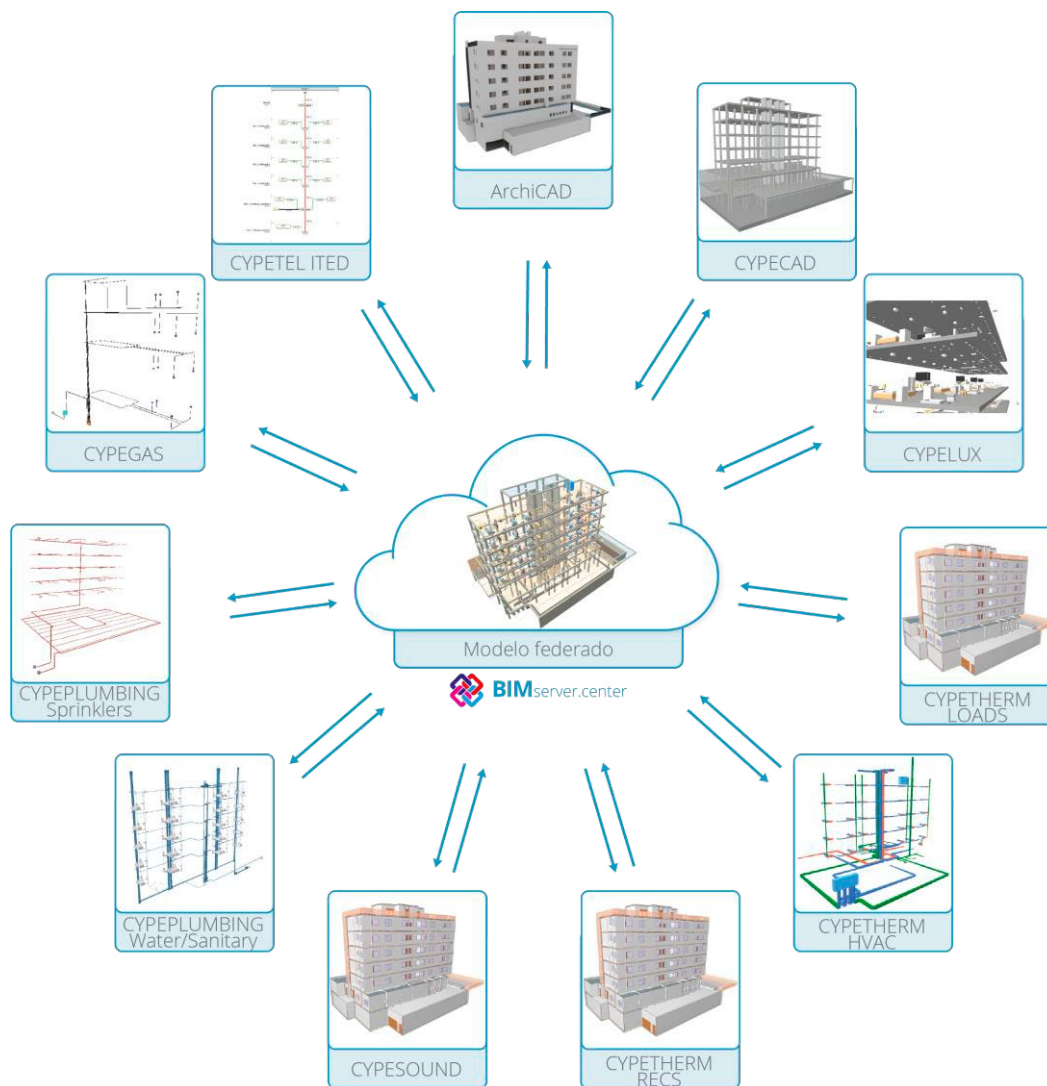 ArchiCAD
CYPETEL ITED
CYPECAD
CYPEGAS
CYPELUX
Modelo federado
BIMserver.center
CYPEPLUMBING
Sprinklers
CYPETHERM
LOADS
CYPEPLUMBING
Water/Sanitary
CYPETHERM
HVAC
CYPESOUND
CYPETHERM
RECS